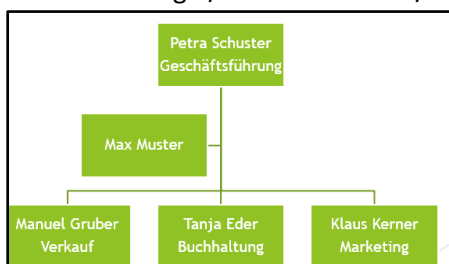 Petra Schuster
Geschäftsführung
Max Muster
Manuel Gruber
Verkauf
Tanja Eder
Buchhaltung
Klaus Kerner
Marketing